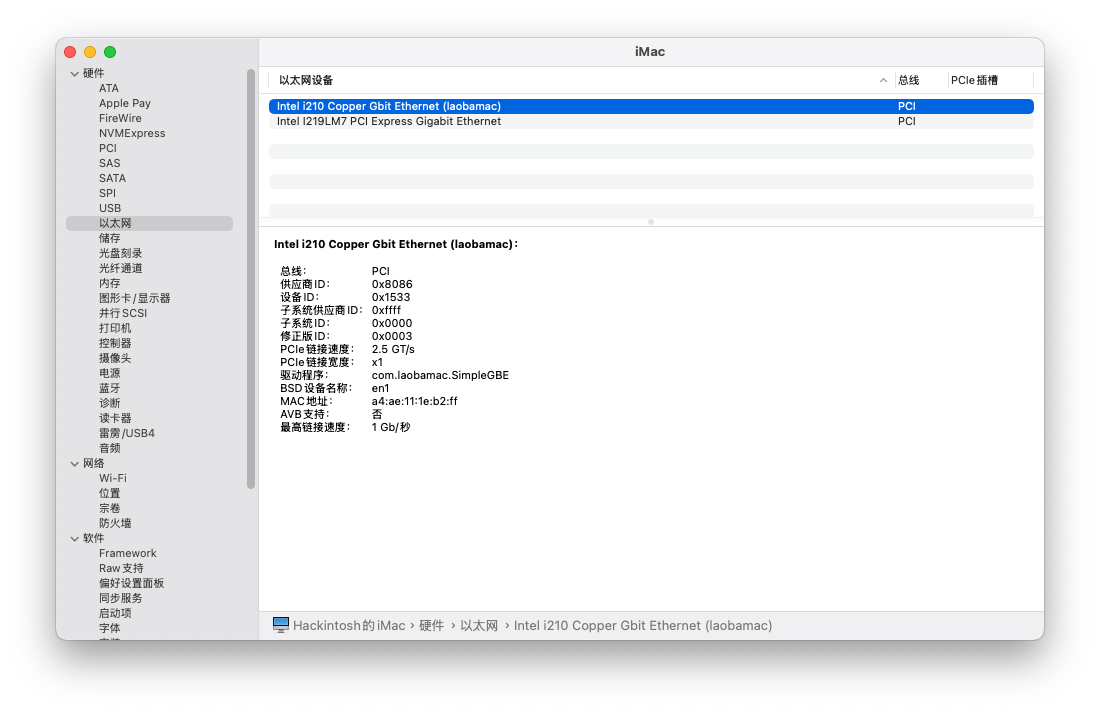 iMac
硬件
ATA
Apple Pay
FireWire
NVMExpress
PCI
SAS
SATA
SPI
USB
以太网
储存
光盘刻录
光纤通道
内存
图形卡/显示器
并行SCSI
打印机
控制器
摄像头
电源
蓝牙
诊断
读卡器
雷雳/USB4
音频
网络
Wi-Fi
位置
宗卷
防火墙
软件
Framework
Raw支持
偏好设置面板
同步服务
启动项
字体
以太网设备 总线 PCIe插槽
Intel i210 Copper Gbit Ethernet (laobamac) PCI
Intel I219LM7 PCI Express Gigabit Ethernet PCI
Intel i210 Copper Gbit Ethernet (laobamac)：
总线： PCI
供应商ID： 0x8086
设备ID： 0x1533
子系统供应商ID： 0xffff
子系统ID： 0x0000
修正版ID： 0x0003
PCIe链接速度： 2.5 GT/s
PCIe链接宽度： x1
驱动程序： com.laobamac.SimpleGBE
BSD设备名称： en1
MAC地址： a4:ae:11:1e:b2:ff
AVB支持： 否
最高链接速度： 1 Gb/秒
Hackintosh的iMac › 硬件 › 以太网 › Intel i210 Copper Gbit Ethernet (laobamac)